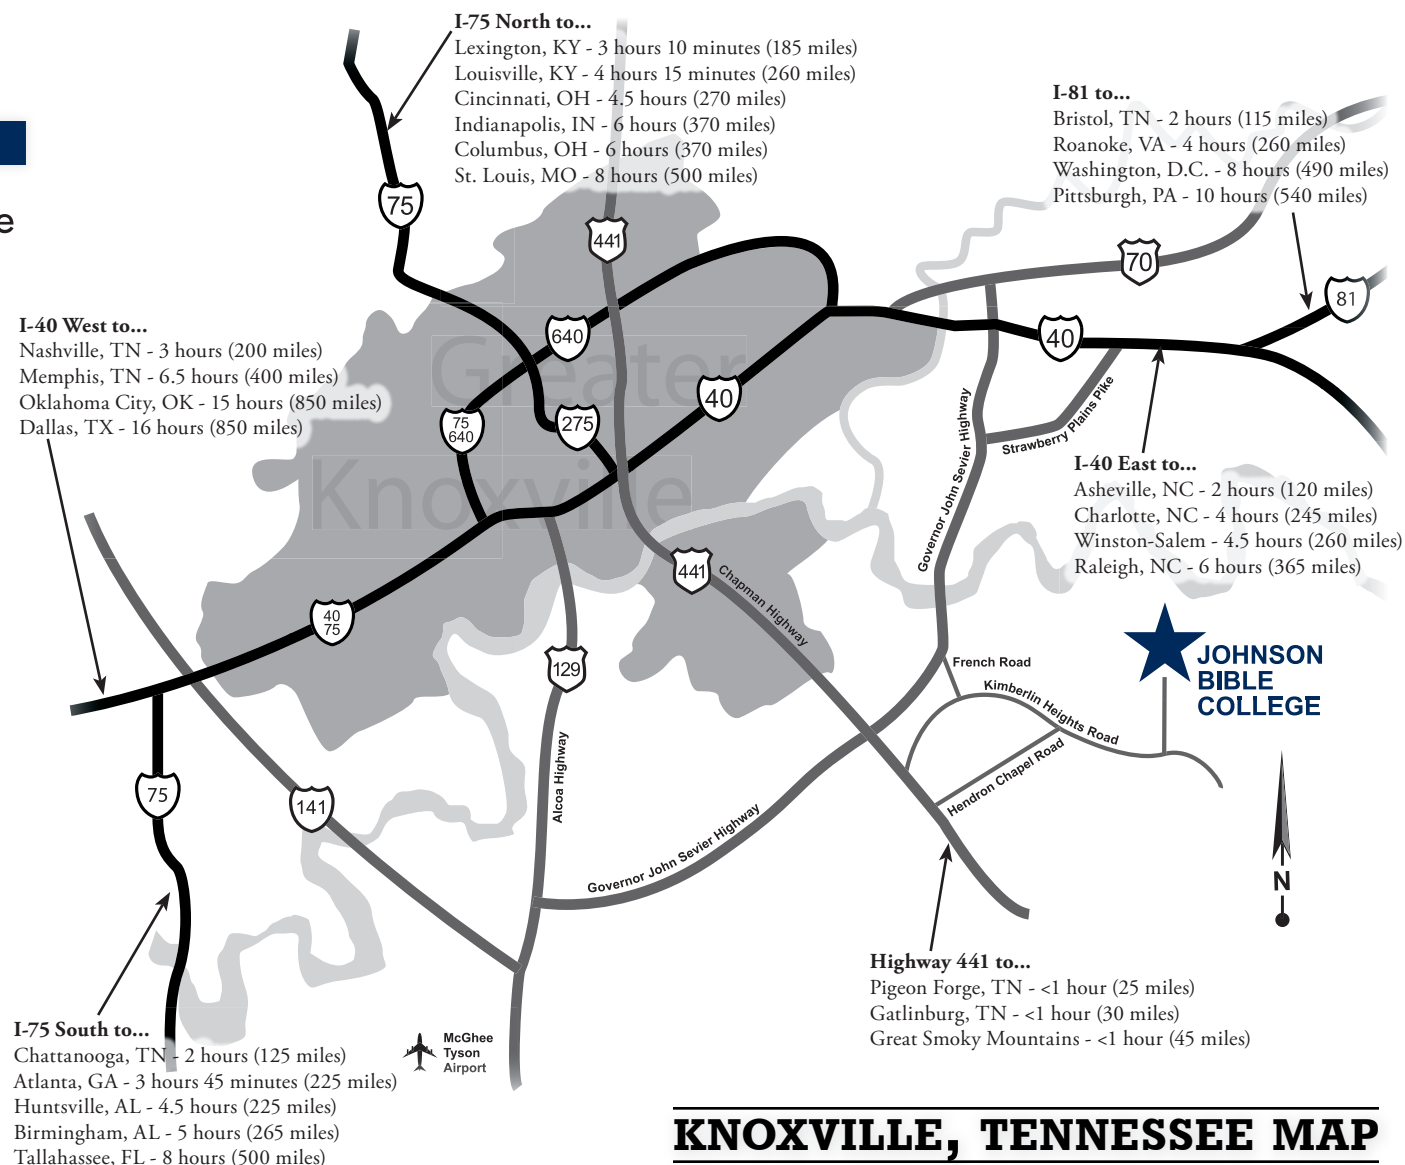 I-75 North to...
Lexington, KY - 3 hours 10 minutes (185 miles)
Louisville, KY - 4 hours 15 minutes (260 miles)
Cincinnati, OH - 4.5 hours (270 miles)
Indianapolis, IN - 6 hours (370 miles)
Columbus, OH - 6 hours (370 miles)
St. Louis, MO - 8 hours (500 miles)
I-81 to...
Bristol, TN - 2 hours (115 miles)
Roanoke, VA - 4 hours (260 miles)
Washington, D.C. - 8 hours (490 miles)
Pittsburgh, PA - 10 hours (540 miles)
e
75
441
70
81
I-40 West to...
Nashville, TN - 3 hours (200 miles)
Memphis, TN - 6.5 hours (400 miles)
Oklahoma City, OK - 15 hours (850 miles)
Dallas, TX - 16 hours (850 miles)
640
40
Greater
40
75
640
275
Knoxville
Governor John Sevier Highway
Strawberry Plains Pike
I-40 East to...
Asheville, NC - 2 hours (120 miles)
Charlotte, NC - 4 hours (245 miles)
Winston-Salem - 4.5 hours (260 miles)
Raleigh, NC - 6 hours (365 miles)
441
Chapman Highway
40
75
129
French Road
Kimberlin Heights Road
Hendron Chapel Road
JOHNSON
BIBLE
COLLEGE
75
141
Alcoa Highway
Governor John Sevier Highway
N
Highway 441 to...
Pigeon Forge, TN - <1 hour (25 miles)
Gatlinburg, TN - <1 hour (30 miles)
Great Smoky Mountains - <1 hour (45 miles)
I-75 South to...
Chattanooga, TN - 2 hours (125 miles)
Atlanta, GA - 3 hours 45 minutes (225 miles)
Huntsville, AL - 4.5 hours (225 miles)
Birmingham, AL - 5 hours (265 miles)
Tallahassee, FL - 8 hours (500 miles)
McGhee
Tyson
Airport
KNOXVILLE, TENNESSEE MAP